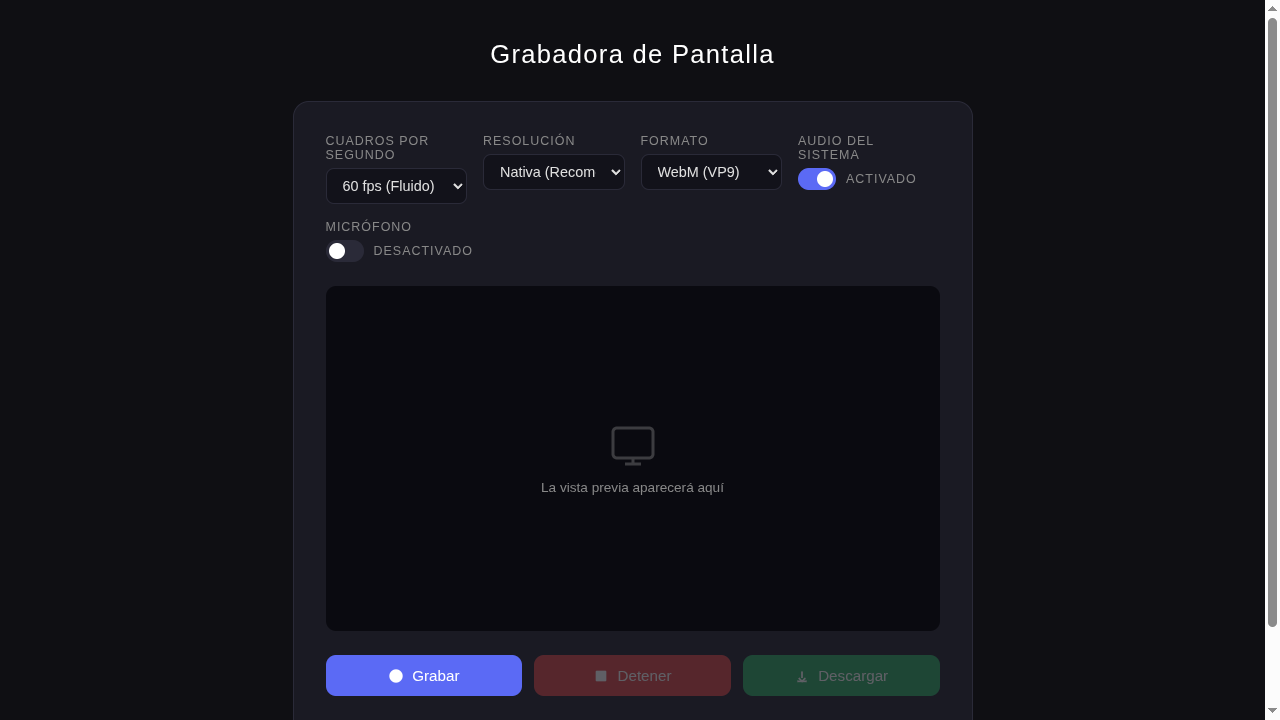 Grabadora de Pantalla
CUADROS POR
SEGUNDO
60 fps (Fluido)
RESOLUCIÓN
Nativa (Recom
FORMATO
WebM (VP9)
AUDIO DEL
SISTEMA
ACTIVADO
MICRÓFONO
DESACTIVADO
La vista previa aparecerá aquí
Grabar
Detener
Descargar